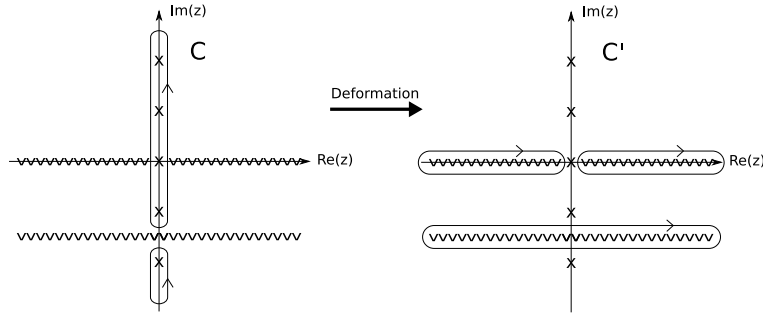 Im(z)
C
Re(z)
Deformation
Im(z)
C'
Re(z)